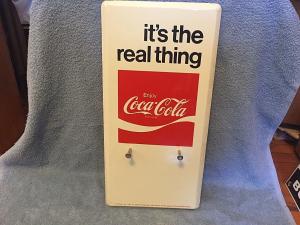 it's the
real thing
Enjoy
Coca-Cola